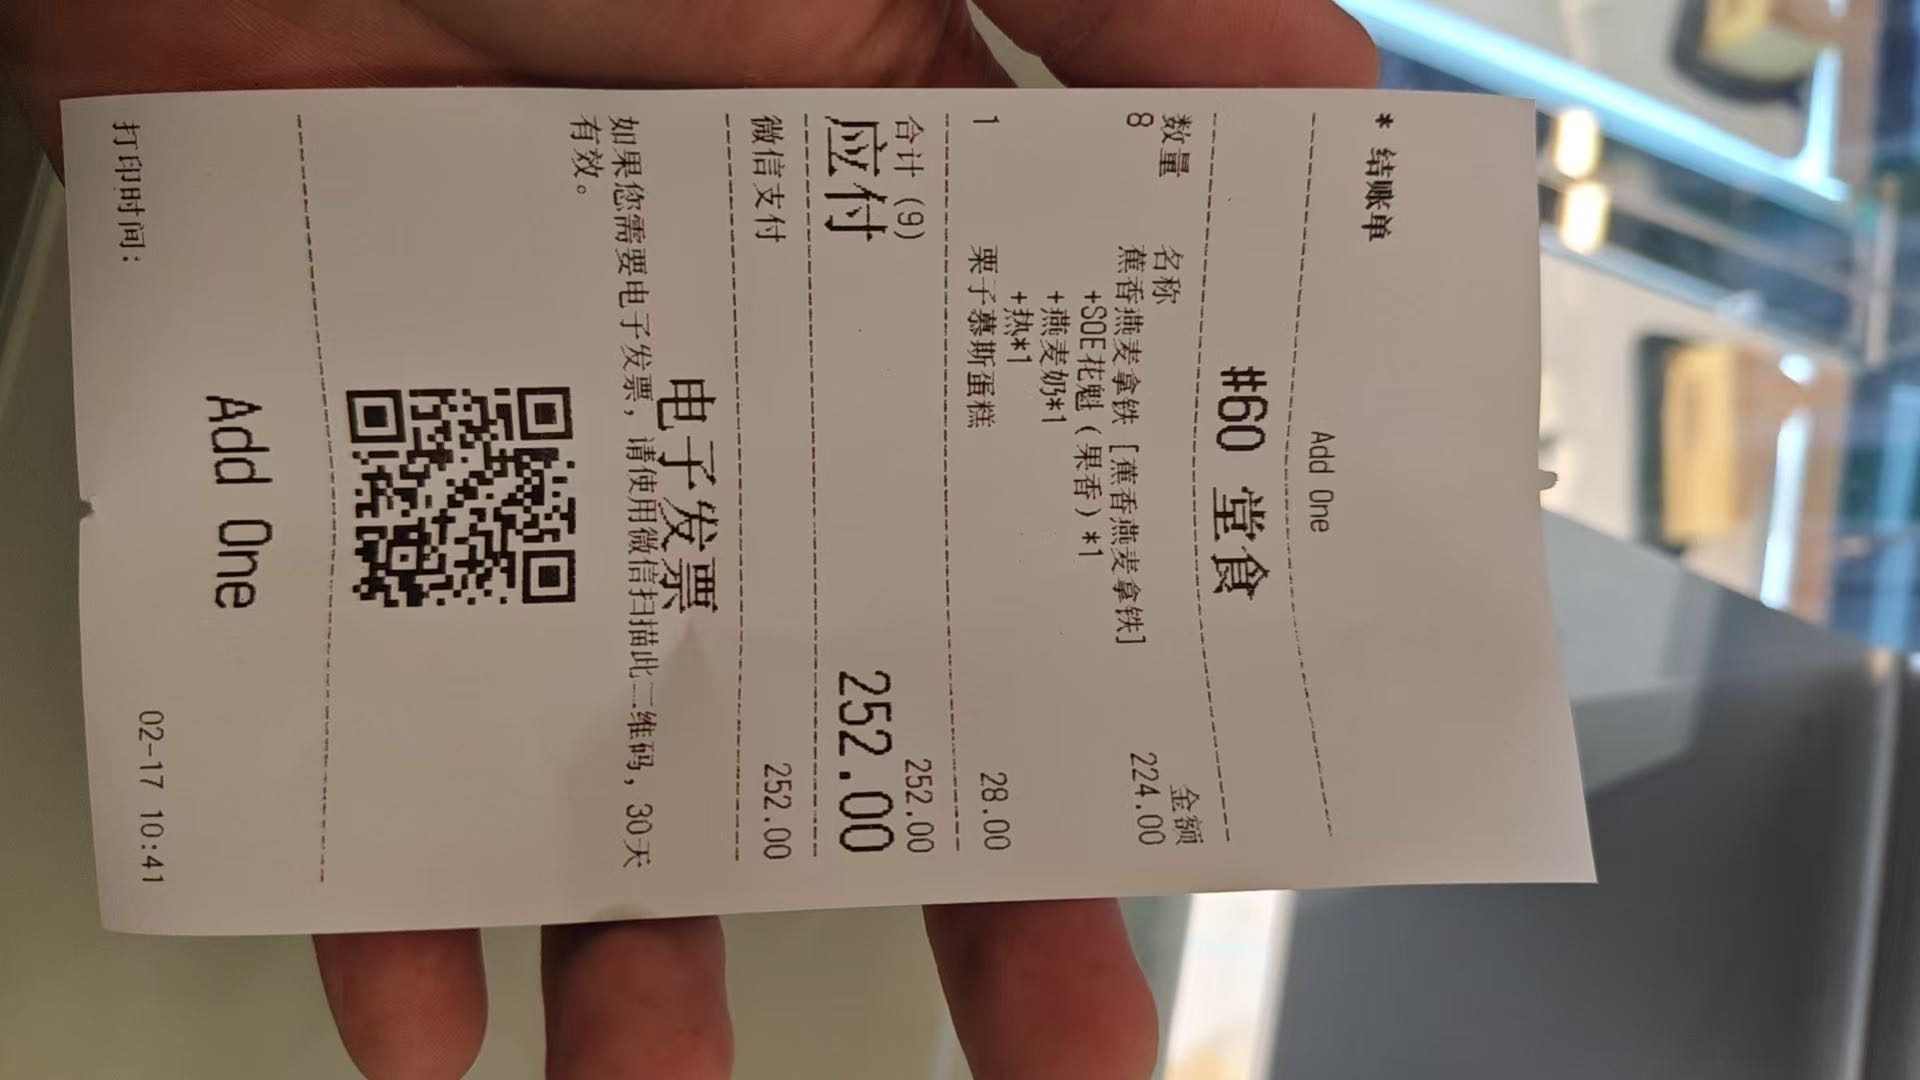 * 结账单
Add One
#60 堂食
数量 名称 金额
8 蕉香燕麦拿铁 [蕉香燕麦拿铁] 224.00
+SOE花魁(果香)*1
+燕麦奶*1
+热*1
1 栗子慕斯蛋糕 28.00
合计(9) 252.00
应付 252.00
微信支付 252.00
电子发票
如果您需要电子发票, 请使用微信扫描此二维码, 30天
有效。
Add One
打印时间: 02-17 10:41